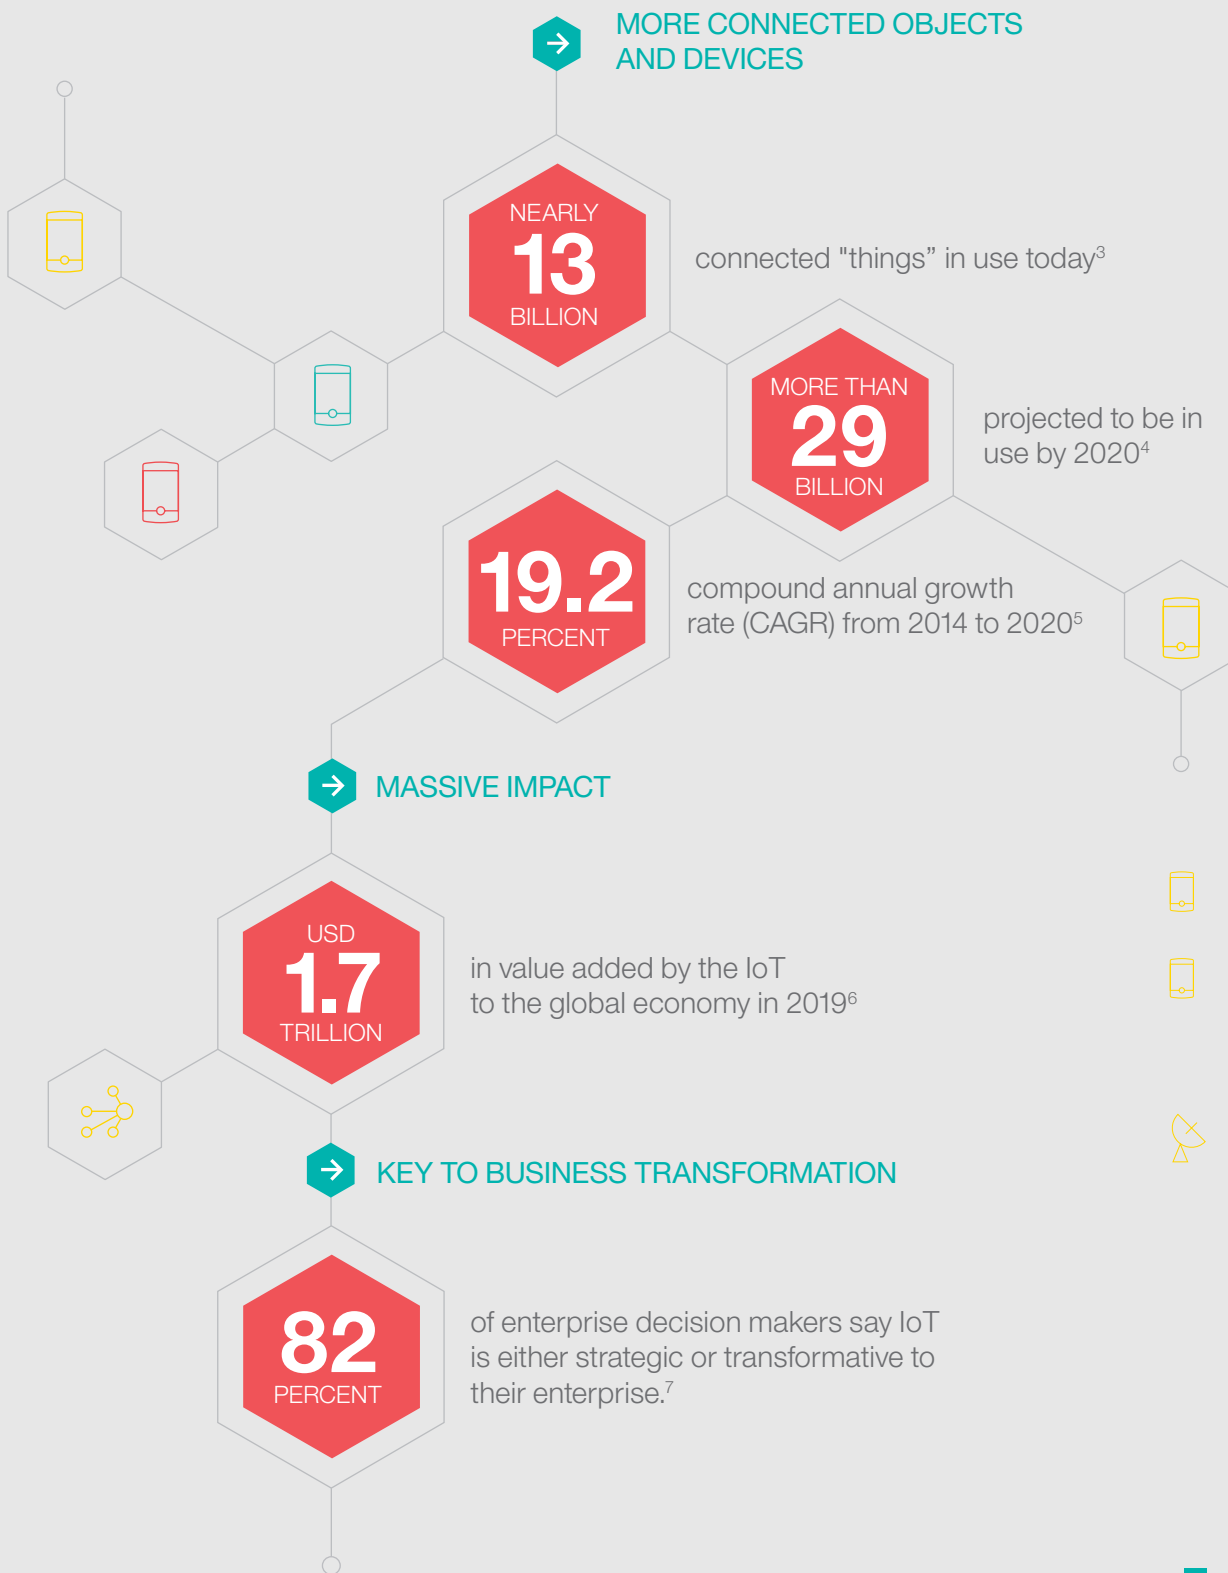 MORE CONNECTED OBJECTS
AND DEVICES
NEARLY
13
BILLION
connected "things” in use today³
MORE THAN
29
BILLION
projected to be in
use by 2020⁴
19.2
PERCENT
compound annual growth
rate (CAGR) from 2014 to 2020⁵
MASSIVE IMPACT
USD
1.7
TRILLION
in value added by the IoT
to the global economy in 2019⁶
KEY TO BUSINESS TRANSFORMATION
82
PERCENT
of enterprise decision makers say IoT
is either strategic or transformative to
their enterprise.⁷